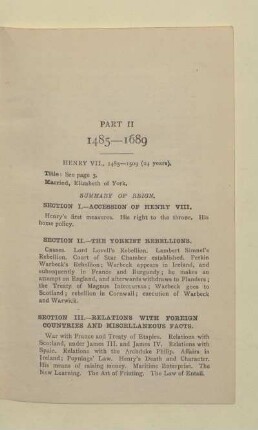 PART II
1485—1689
HENRY VII., 1485—1509 (24 years).
Title: See page 3.
Married, Elizabeth of York.
SUMMARY OF REIGN.
SECTION I.—ACCESSION OF HENRY VIII.
Henry's first measures. His right to the throne. His
home policy.
SECTION II.—THE YORKIST REBELLIONS.
Causes. Lord Lovell's Rebellion. Lambert Simnel's
Rebellion. Court of Star Chamber established. Perkin
Warbeck's Rebellion; Warbeck appears in Ireland, and
subsequently in France and Burgundy; he makes an
attempt on England, and afterwards withdraws to Flanders;
the Treaty of Magnus Intercursus; Warbeck goes to
Scotland; rebellion in Cornwall; execution of Warbeck
and Warwick.
SECTION III.—RELATIONS WITH FOREIGN
COUNTRIES AND MISCELLANEOUS FACTS.
War with France and Treaty of Etaples. Relations with
Scotland, under James III. and James IV. Relations with
Spain. Relations with the Archduke Philip. Affairs in
Ireland; Poynings' Law. Henry's Death and Character.
His means of raising money. Maritime Enterprise. The
New Learning. The Art of Printing. The Law of Entail.